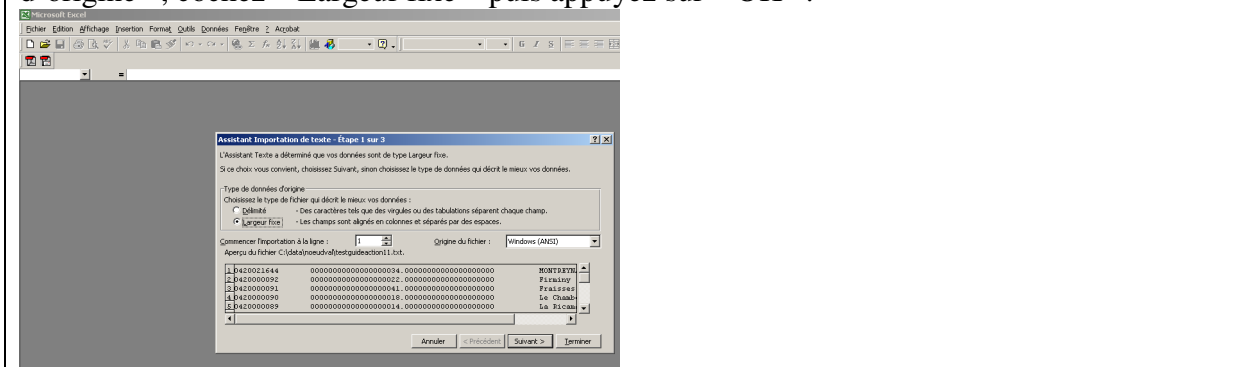 d'origine », cochez « Largeur fixe » puis appuyez sur « OK ».
Microsoft Excel
Fichier Edition Affichage Insertion Format Outils Données Fenêtre ? Acrobat
G I S
=
Assistant Importation de texte - Étape 1 sur 3
L'Assistant Texte a déterminé que vos données sont de type Largeur fixe.
Si ce choix vous convient, choisissez Suivant, sinon choisissez le type de données qui décrit le mieux vos données.
Type de données d'origine
Choisissez le type de fichier qui décrit le mieux vos données :
Délimité - Des caractères tels que des virgules ou des tabulations séparent chaque champ.
Largeur fixe - Les champs sont alignés en colonnes et séparés par des espaces.
Commencer l'importation à la ligne : 1 Origine du fichier : Windows (ANSI)
Aperçu du fichier C:\data\noeudval\testguideaction11.txt.
1 0420021644 0000000000000000034.0000000000000000000 MONTREYN
2 0420000092 0000000000000000022.0000000000000000000 Firminy
3 0420000091 0000000000000000041.0000000000000000000 Fraisses
4 0420000090 0000000000000000018.0000000000000000000 Le Chamb
5 0420000089 0000000000000000014.0000000000000000000 La Ricam
Annuler < Précédent Suivant > Terminer